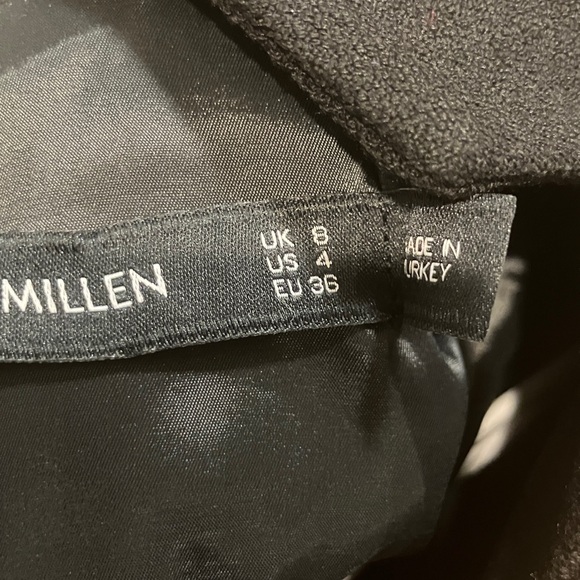 MILLEN
UK 8
US 4
EU 36
ADE IN
URKEY